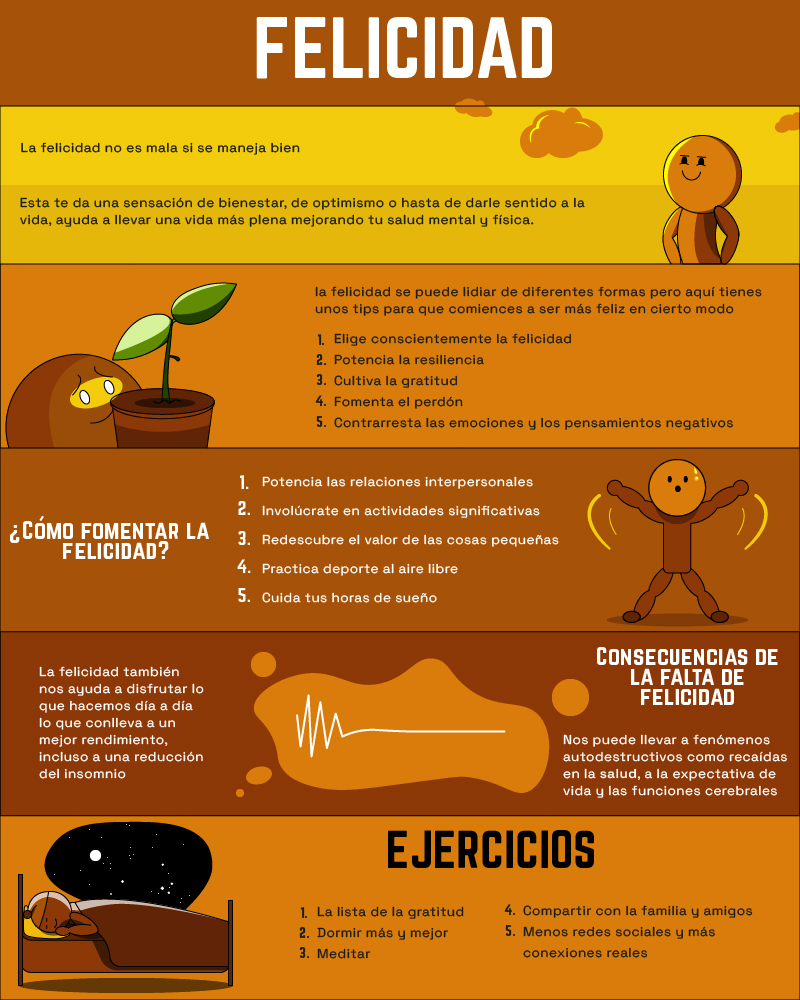 FELICIDAD
La felicidad no es mala si se maneja bien
Esta te da una sensación de bienestar, de optimismo o hasta de darle sentido a la
vida, ayuda a llevar una vida más plena mejorando tu salud mental y física.
la felicidad se puede lidiar de diferentes formas pero aquí tienes
unos tips para que comiences a ser más feliz en cierto modo
1. Elige conscientemente la felicidad
2. Potencia la resiliencia
3. Cultiva la gratitud
4. Fomenta el perdón
5. Contrarresta las emociones y los pensamientos negativos
¿CÓMO FOMENTAR LA
FELICIDAD?
1. Potencia las relaciones interpersonales
2. Involúcrate en actividades significativas
3. Redescubre el valor de las cosas pequeñas
4. Practica deporte al aire libre
5. Cuida tus horas de sueño
La felicidad también
nos ayuda a disfrutar lo
que hacemos día a día
lo que conlleva a un
mejor rendimiento,
incluso a una reducción
del insomnio
CONSECUENCIAS DE
LA FALTA DE
FELICIDAD
Nos puede llevar a fenómenos
autodestructivos como recaídas
en la salud, a la expectativa de
vida y las funciones cerebrales
EJERCICIOS
1. La lista de la gratitud
2. Dormir más y mejor
3. Meditar
4. Compartir con la familia y amigos
5. Menos redes sociales y más
conexiones reales